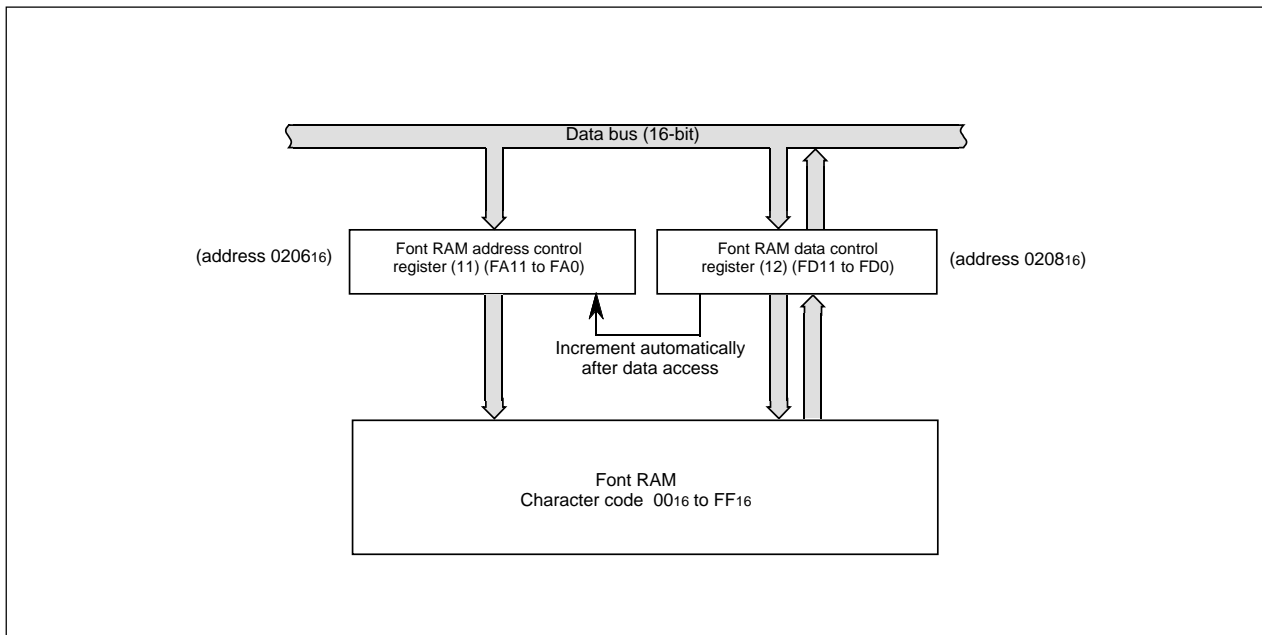 Data bus (16-bit)
(address 020616)
Font RAM address control
register (11) (FA11 to FA0)
Font RAM data control
register (12) (FD11 to FD0)
(address 020816)
Increment automatically
after data access
Font RAM
Character code 0016 to FF16